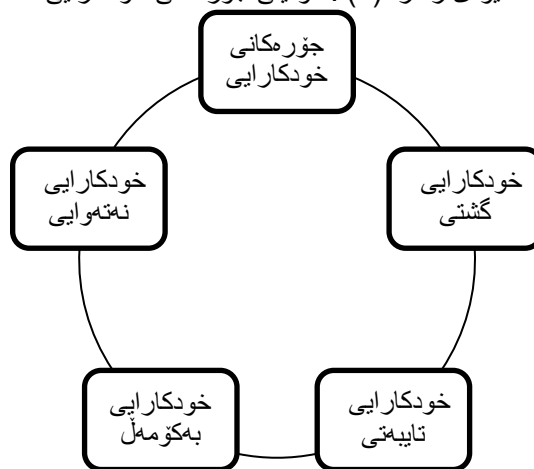 جۆرەکانی
خودکارایی
خودکارایی
گشتی
خودکارایی
نەتەوایی
خودکارایی
تایبەتی
خودکارایی
بەکۆمەڵ